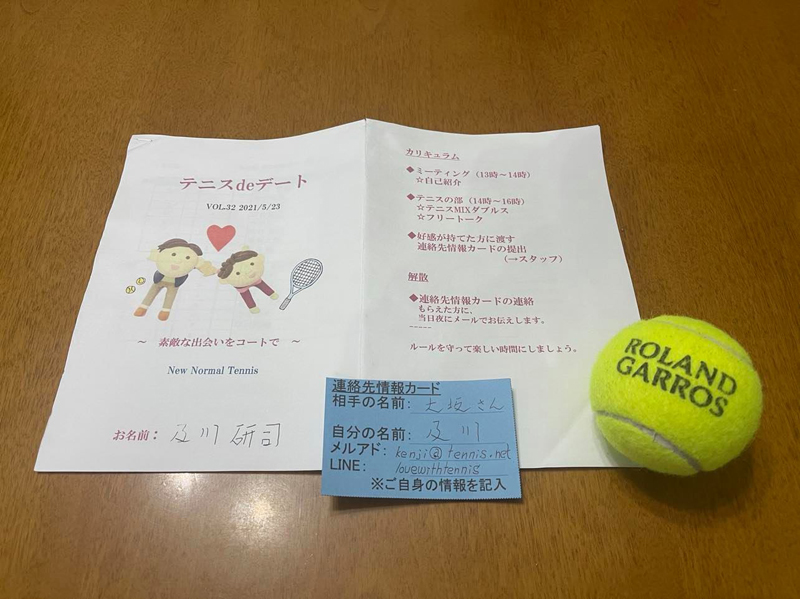 テニスdeデート
VOL.32 2021/5/23
～ 素敵な出会いをコートで ～
New Normal Tennis
お名前： 及川 研司
カリキュラム
◆ミーティング（13時～14時）
☆自己紹介
◆テニスの部（14時～16時）
☆テニスMIXダブルス
☆フリートーク
◆好感が持てた方に渡す
連絡先情報カードの提出
（→スタッフ）
解散
◆連絡先情報カードの連絡
もらえた方に、
当日夜にメールでお伝えします。
-----
ルールを守って楽しい時間にしましょう。
連絡先情報カード
相手の名前： 大坂さん
自分の名前： 及川
メルアド： kenji@tennis.net
LINE： lovewithtennis
※ご自身の情報を記入
ROLAND
GARROS